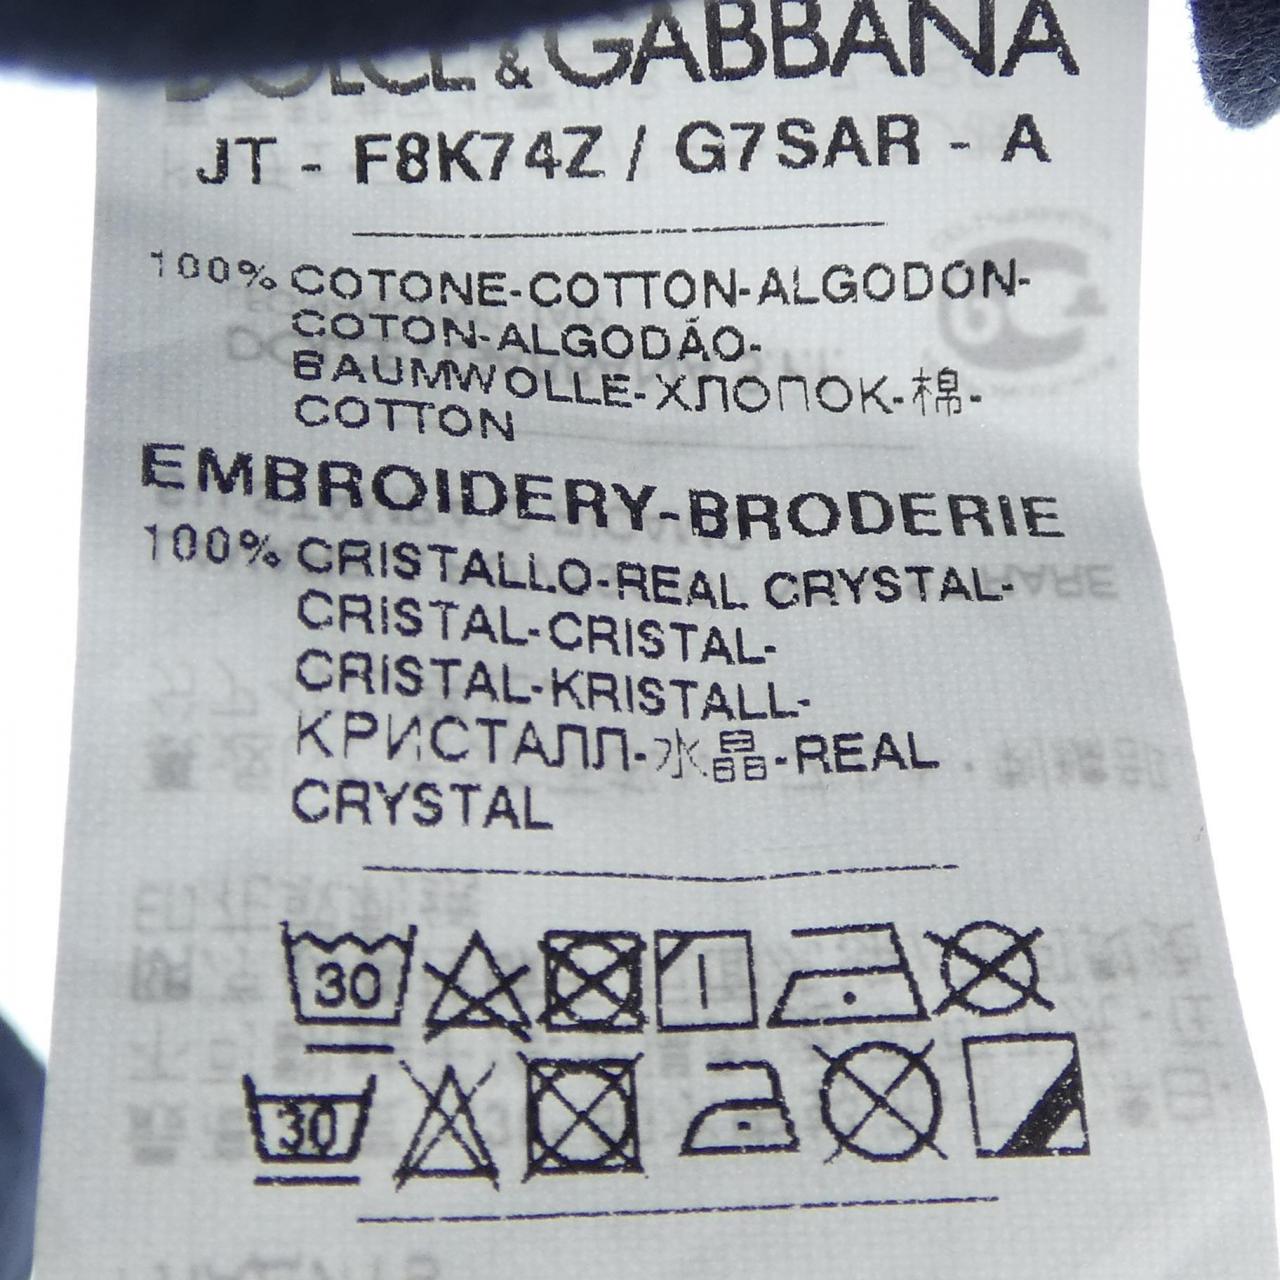 DOLCE&GABBANA
JT - F8K74Z / G7SAR - A
100% COTONE-COTTON-ALGODON-
COTON-ALGODÃO-
BAUMWOLLE-ХЛОПОК-棉-
COTTON
EMBROIDERY-BRODERIE
100% CRISTALLO-REAL CRYSTAL-
CRISTAL-CRISTAL-
CRISTAL-KRISTALL-
КРИСТАЛЛ-水晶-REAL
CRYSTAL
30
30